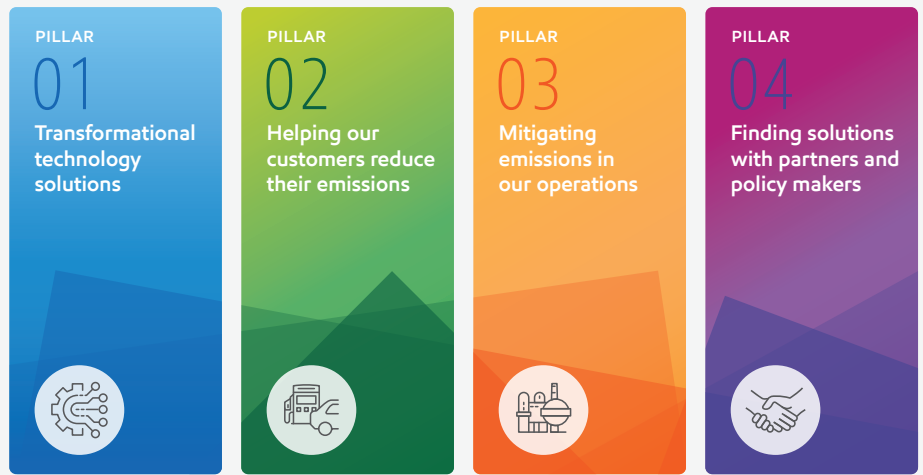 PILLAR
01
Transformational
technology
solutions
PILLAR
02
Helping our
customers reduce
their emissions
PILLAR
03
Mitigating
emissions in
our operations
PILLAR
04
Finding solutions
with partners and
policy makers